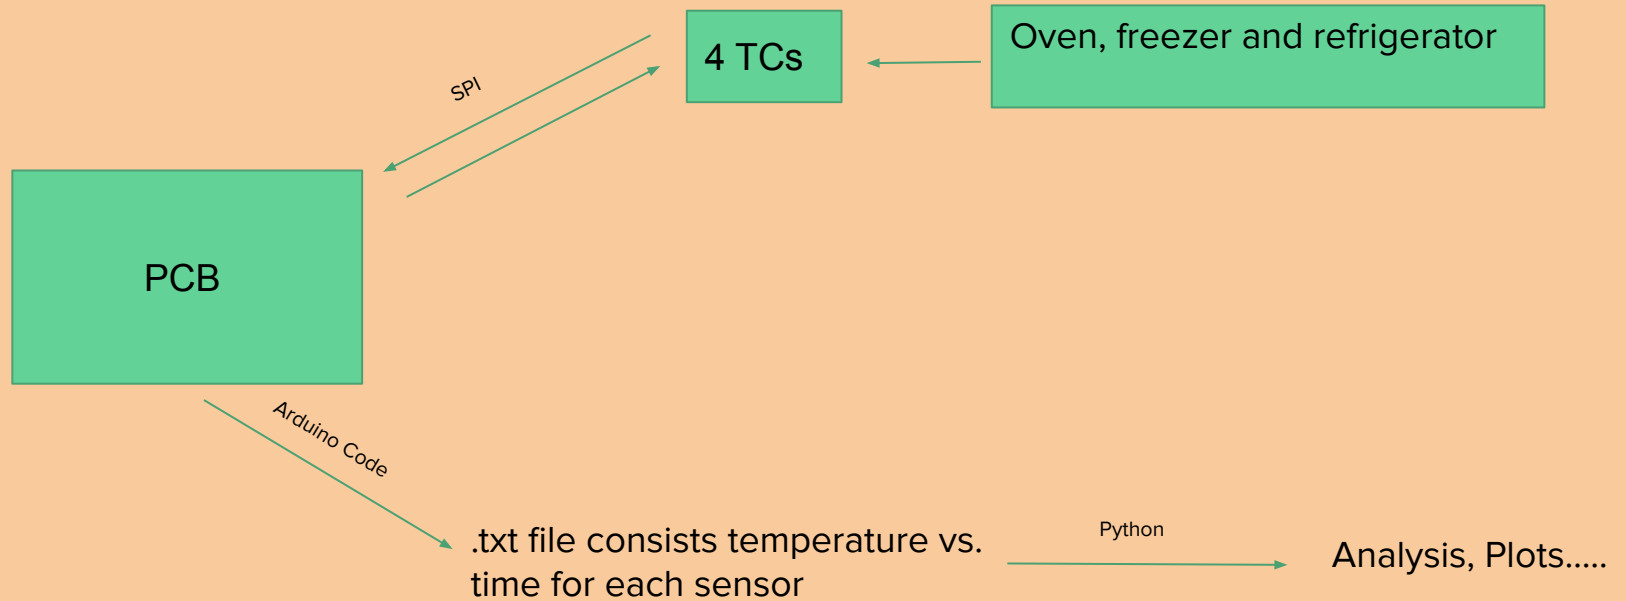 4 TCs
Oven, freezer and refrigerator
SPI
PCB
Arduino Code
.txt file consists temperature vs.
time for each sensor
Python
Analysis, Plots.....